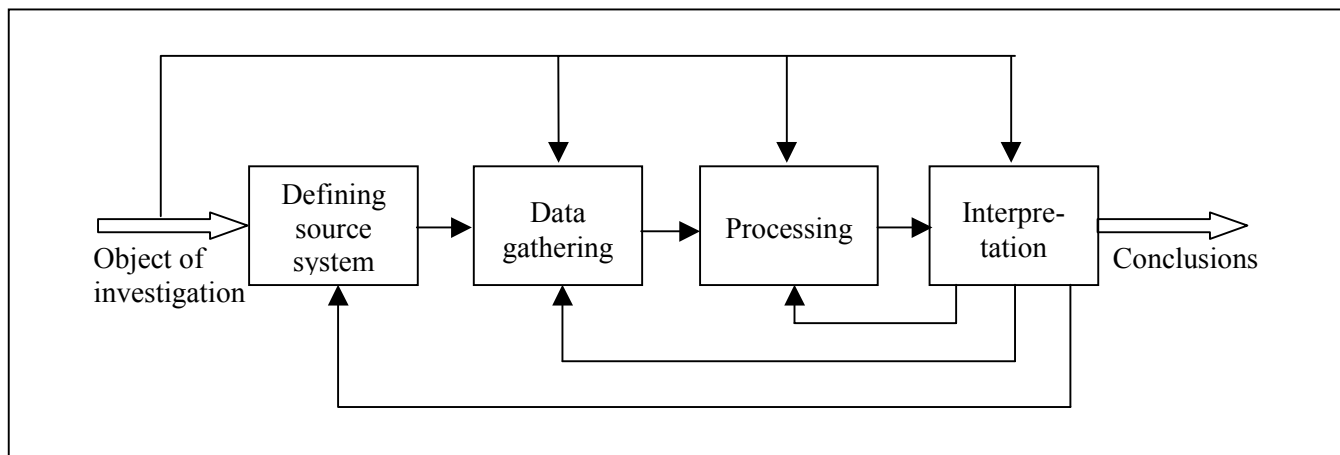 Object of
investigation
Defining
source
system
Data
gathering
Processing
Interpre-
tation
Conclusions